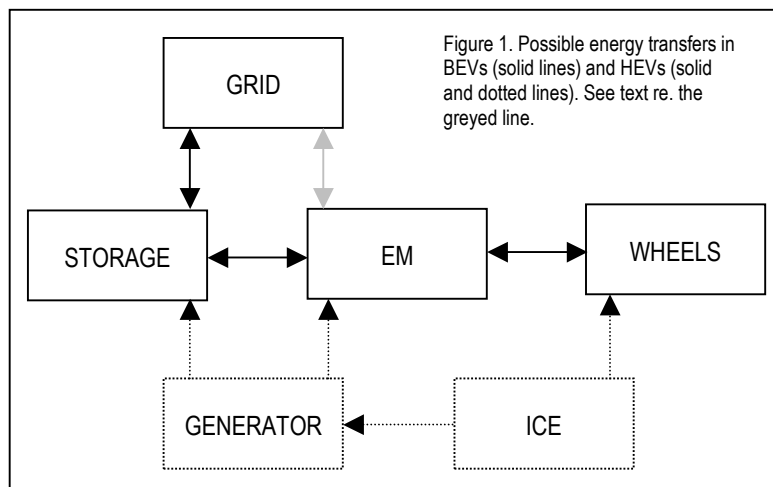 Figure 1. Possible energy transfers in
BEVs (solid lines) and HEVs (solid
and dotted lines). See text re. the
greyed line.
GRID
STORAGE
EM
WHEELS
GENERATOR
ICE